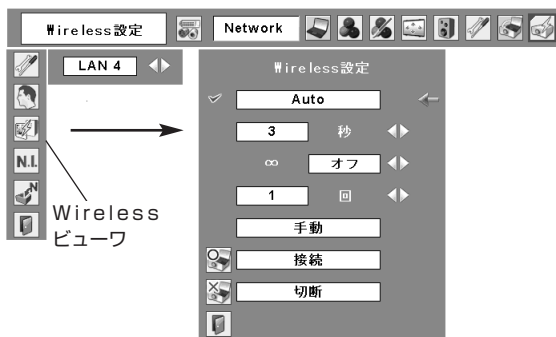 Wireless設定
Network
LAN 4
Wireless設定
Auto
3 秒
∞ オフ
1 回
N.I.
N
手動
接続
切断
Wireless
ビューワ